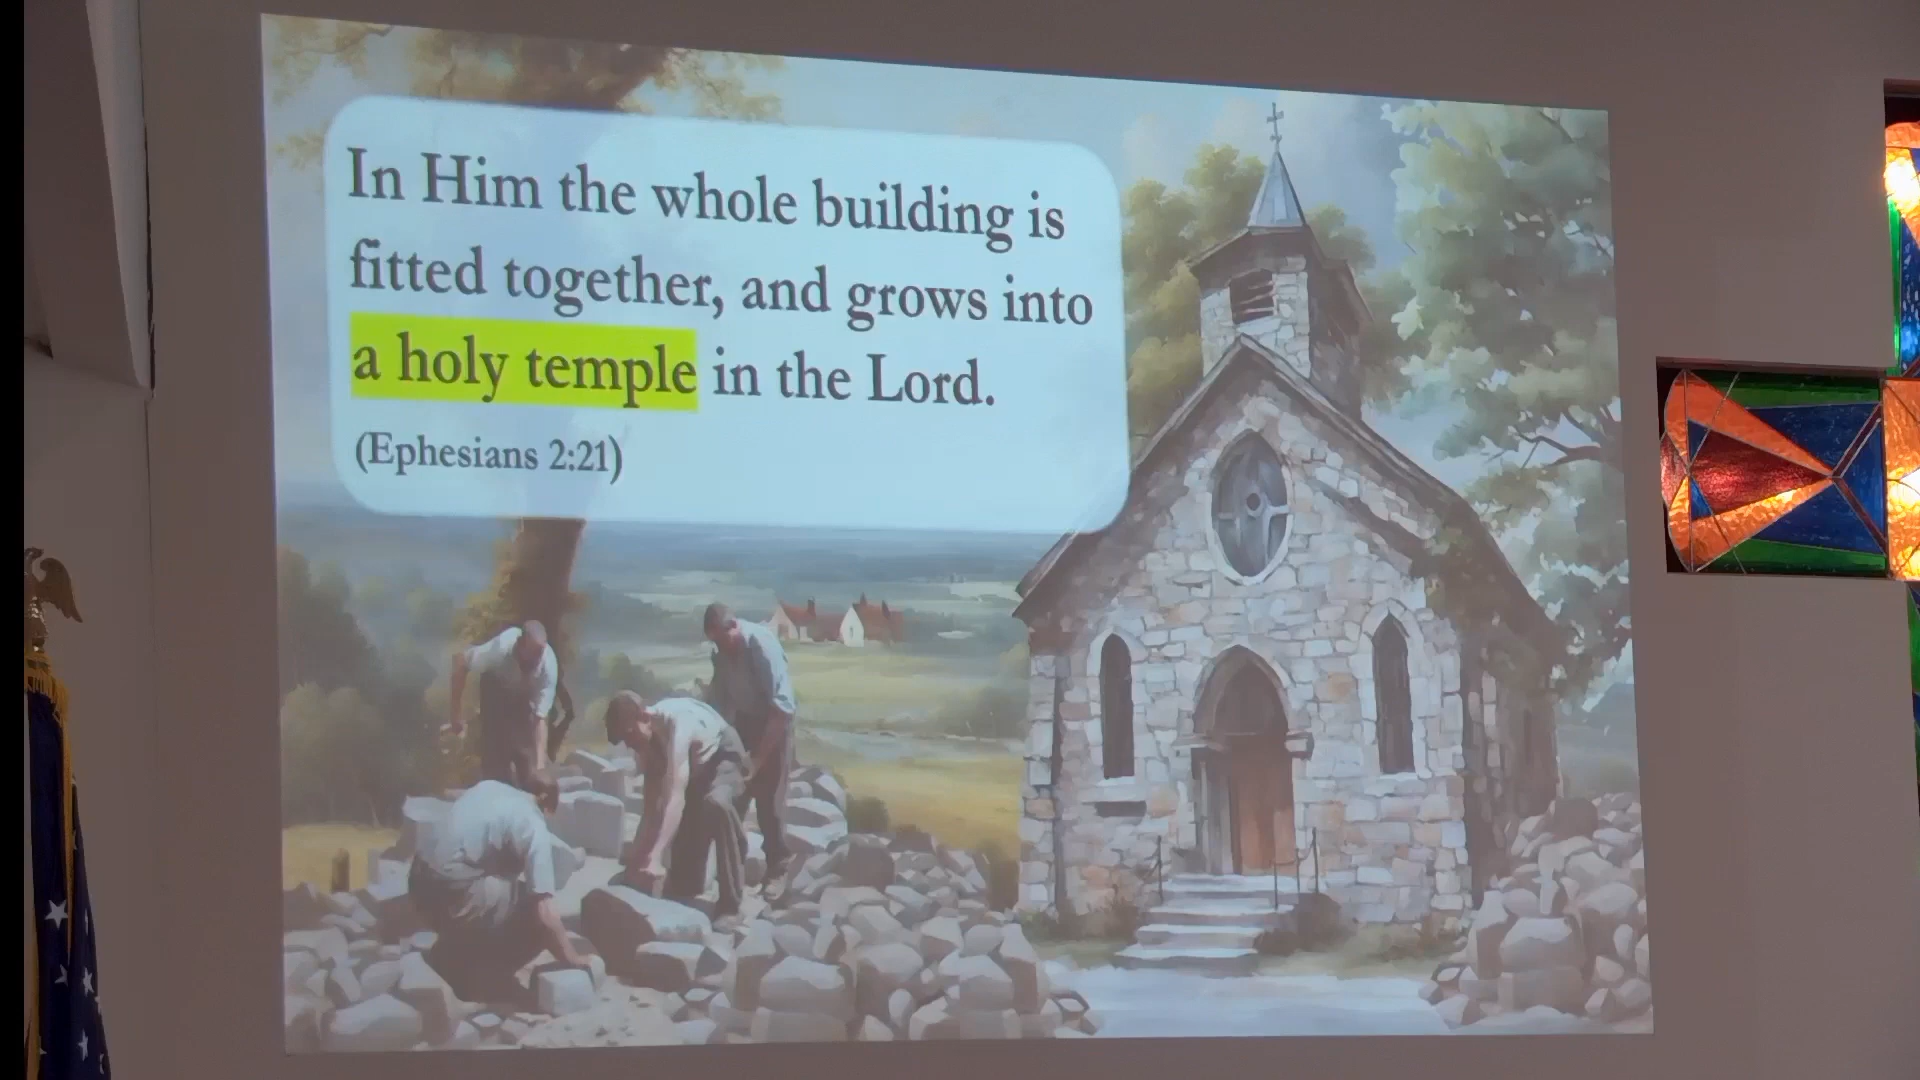 In Him the whole building is
fitted together, and grows into
a holy temple in the Lord.
(Ephesians 2:21)